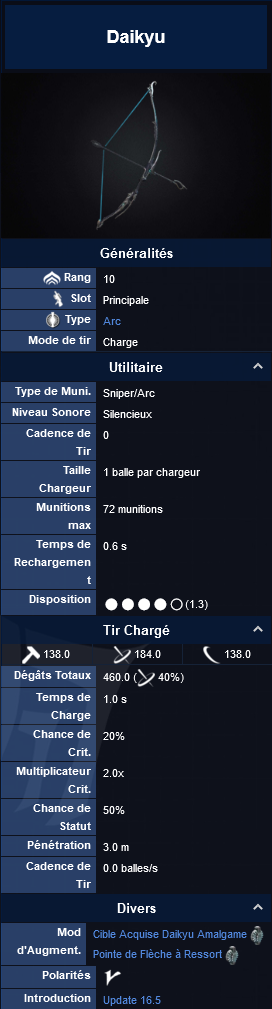 Daikyu
Généralités
Rang 10
Slot Principale
Type Arc
Mode de tir Charge
Utilitaire
Type de Muni. Sniper/Arc
Niveau Sonore Silencieux
Cadence de
Tir 0
Taille
Chargeur 1 balle par chargeur
Munitions
max 72 munitions
Temps de
Rechargemen
t 0.6 s
Disposition (1.3)
Tir Chargé
138.0 184.0 138.0
Dégâts Totaux 460.0 ( 40%)
Temps de
Charge 1.0 s
Chance de
Crit. 20%
Multiplicateur
Crit. 2.0x
Chance de
Statut 50%
Pénétration 3.0 m
Cadence de
Tir 0.0 balles/s
Divers
Mod
d'Augment. Cible Acquise Daikyu Amalgame
Pointe de Flèche à Ressort
Polarités
Introduction Update 16.5